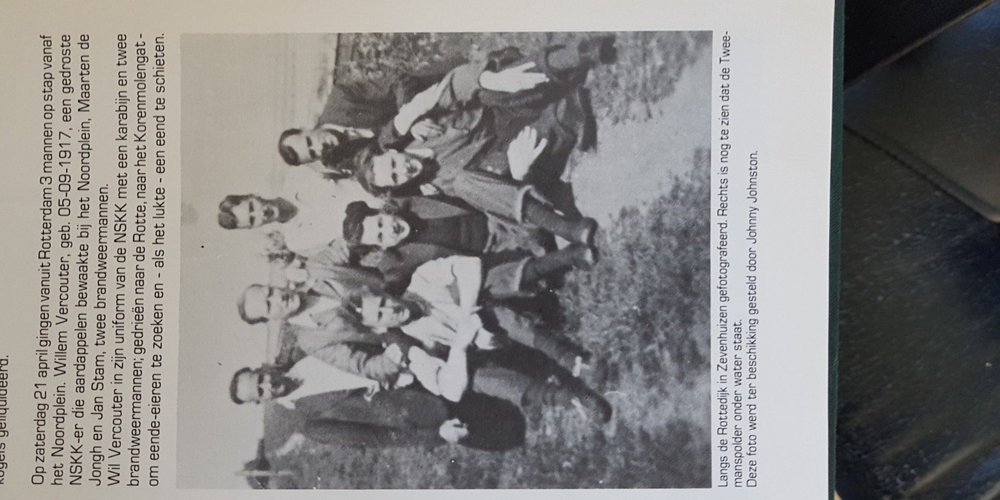 kogels geliquideerd.
Op zaterdag 21 april gingen vanuit Rotterdam 3 mannen op stap vanaf
het Noordplein. Willem Vercouter, geb. 05-09-1917, een gedroste
NSKK-er die aardappelen bewaakte bij het Noordplein, Maarten de
Jongh en Jan Stam, twee brandweermannen.
Wil Vercouter in zijn uniform van de NSKK met een karabijn en twee
brandweermannen; gedrieën naar de Rotte, naar het Korenmolengat -
om eende-eieren te zoeken en - als het lukte - een eend te schieten.
Langs de Rottedijk in Zevenhuizen gefotografeerd. Rechts is nog te zien dat de Twee-
manspolder onder water staat.
Deze foto werd ter beschikking gesteld door Johnny Johnston.